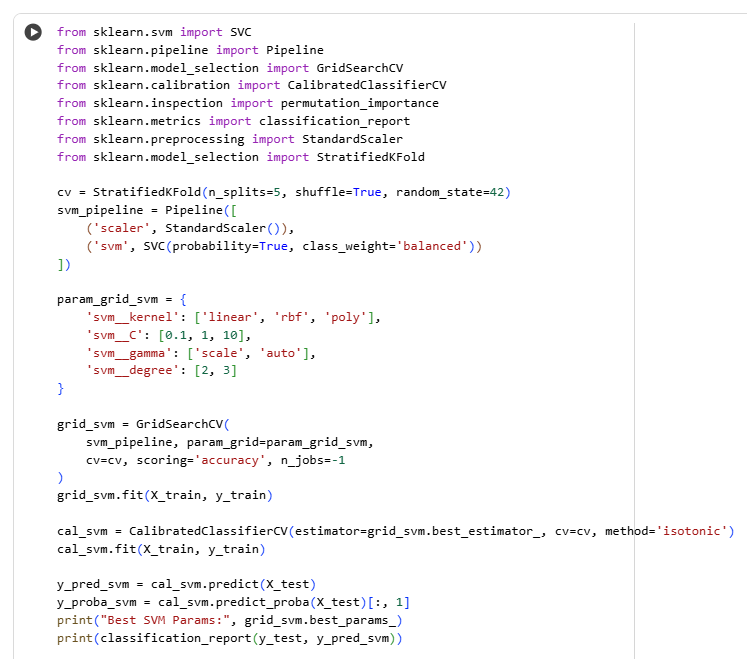 from sklearn.svm import SVC
from sklearn.pipeline import Pipeline
from sklearn.model_selection import GridSearchCV
from sklearn.calibration import CalibratedClassifierCV
from sklearn.inspection import permutation_importance
from sklearn.metrics import classification_report
from sklearn.preprocessing import StandardScaler
from sklearn.model_selection import StratifiedKFold

cv = StratifiedKFold(n_splits=5, shuffle=True, random_state=42)
svm_pipeline = Pipeline([
    ('scaler', StandardScaler()),
    ('svm', SVC(probability=True, class_weight='balanced'))
])

param_grid_svm = {
    'svm__kernel': ['linear', 'rbf', 'poly'],
    'svm__C': [0.1, 1, 10],
    'svm__gamma': ['scale', 'auto'],
    'svm__degree': [2, 3]
}

grid_svm = GridSearchCV(
    svm_pipeline, param_grid=param_grid_svm,
    cv=cv, scoring='accuracy', n_jobs=-1
)
grid_svm.fit(X_train, y_train)

cal_svm = CalibratedClassifierCV(estimator=grid_svm.best_estimator_, cv=cv, method='isotonic')
cal_svm.fit(X_train, y_train)

y_pred_svm = cal_svm.predict(X_test)
y_proba_svm = cal_svm.predict_proba(X_test)[:, 1]
print("Best SVM Params:", grid_svm.best_params_)
print(classification_report(y_test, y_pred_svm))